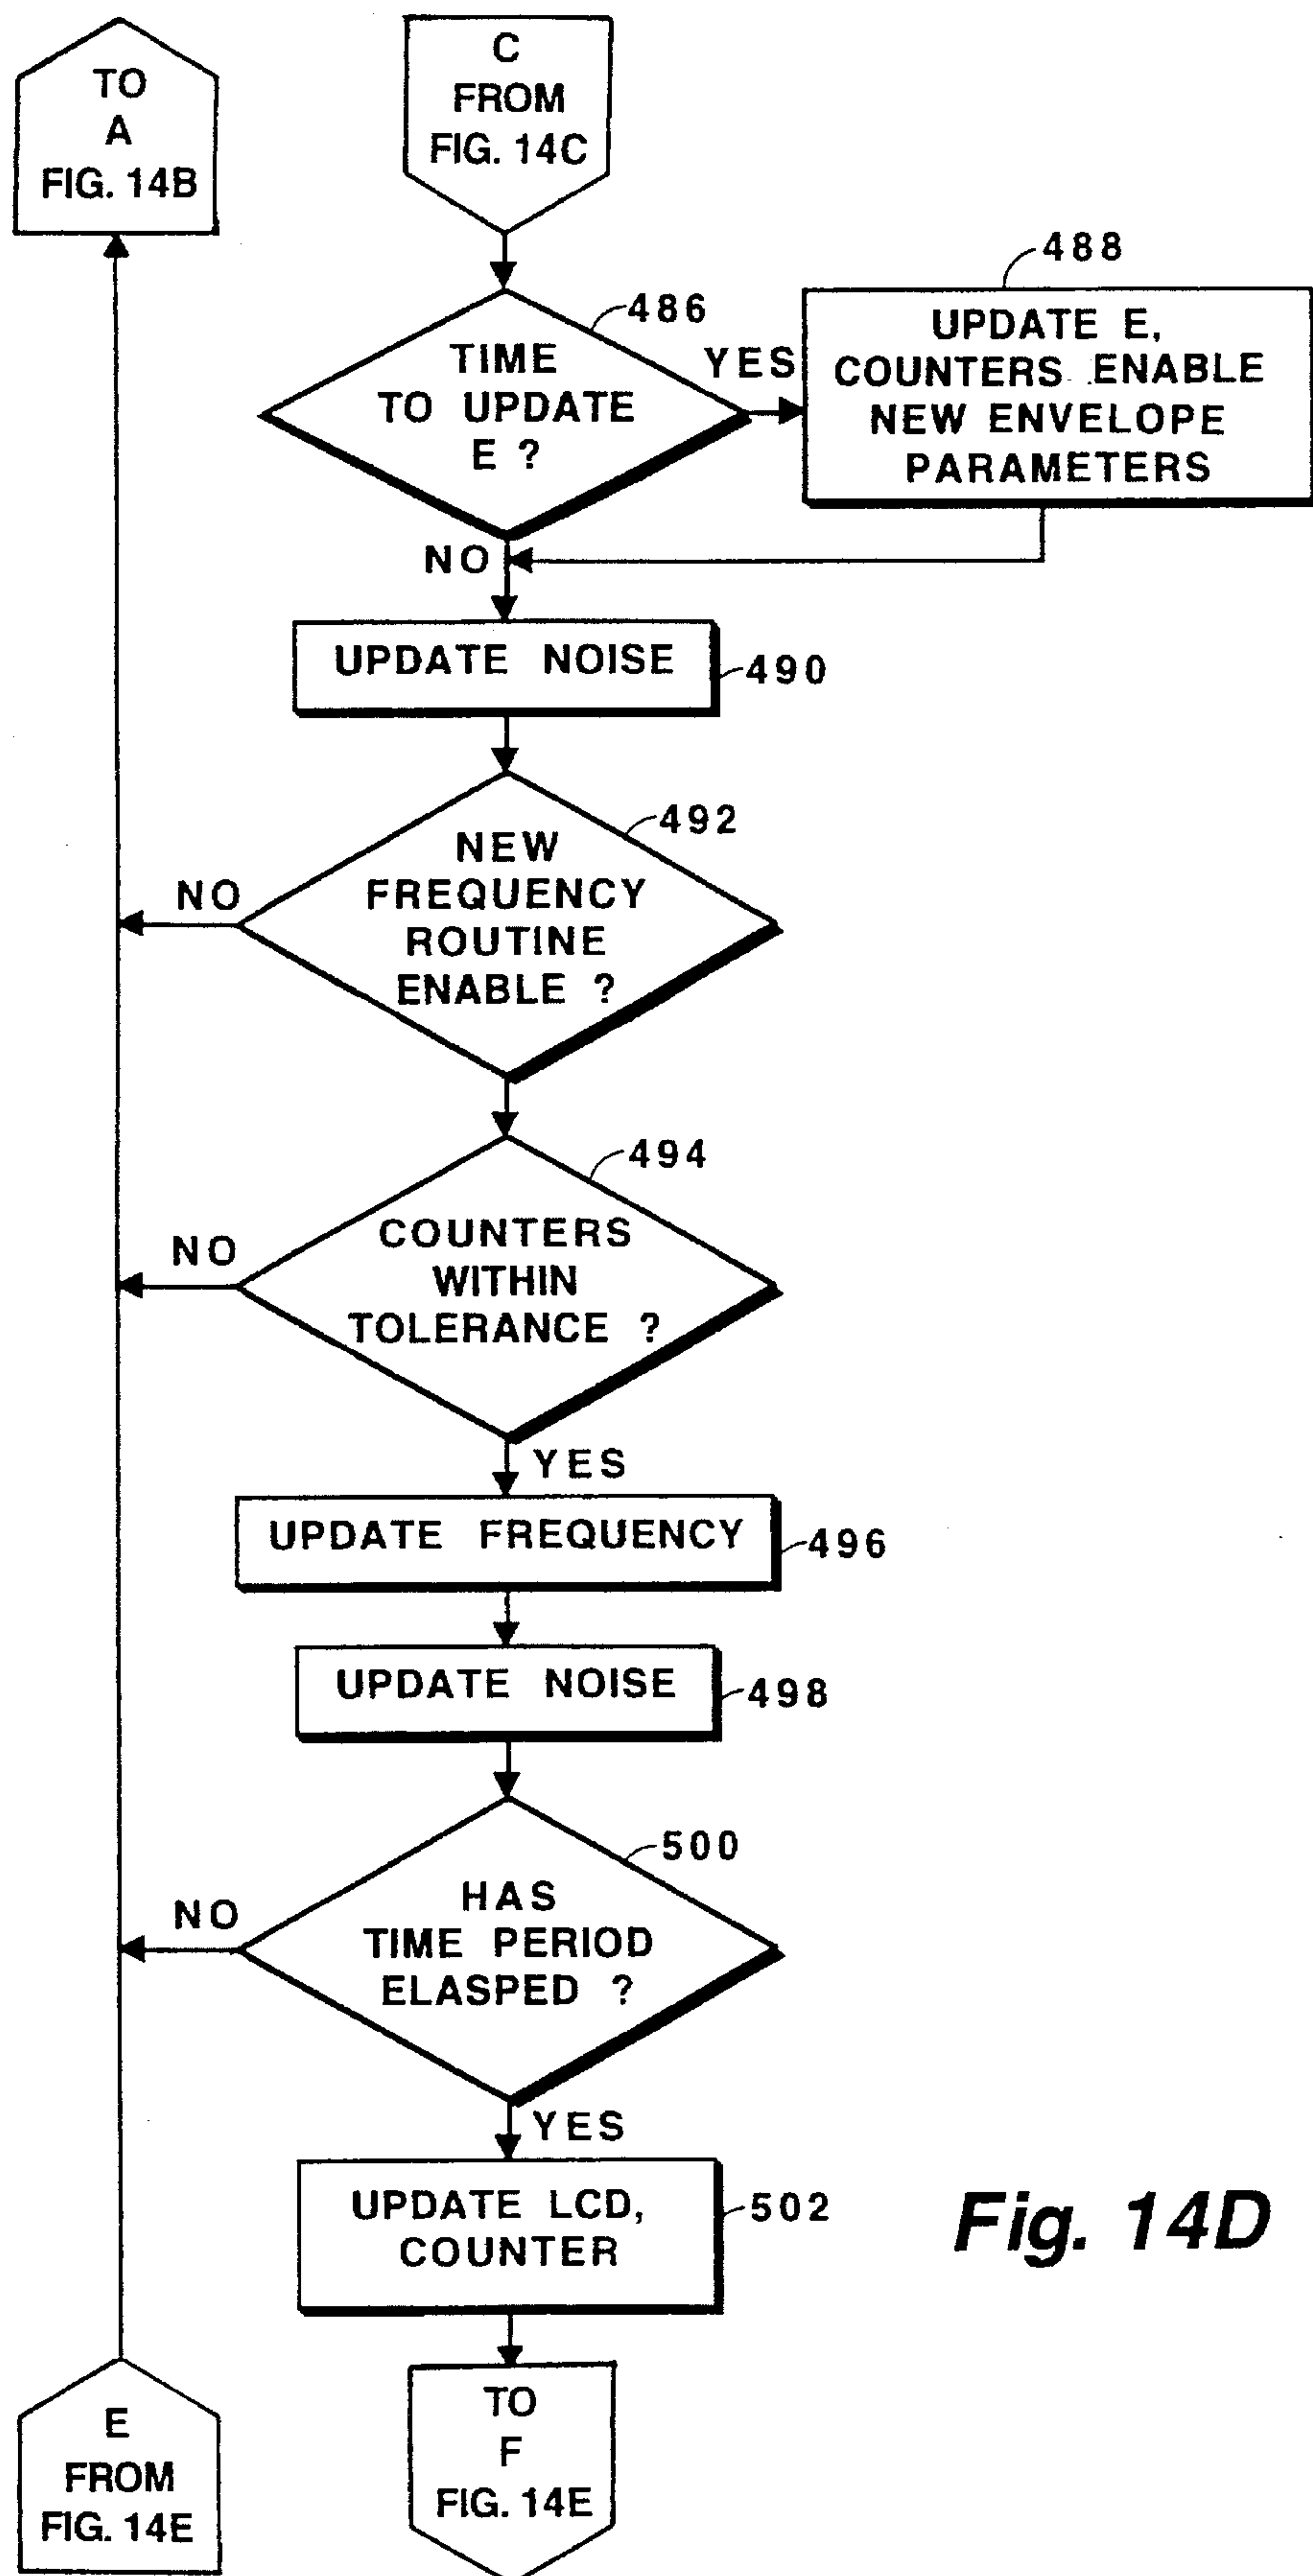 TO
A
FIG. 14B
C
FROM
FIG. 14C
486
TIME
TO UPDATE
E ?
YES
488
UPDATE E,
COUNTERS ENABLE
NEW ENVELOPE
PARAMETERS
NO
UPDATE NOISE
490
492
NEW
FREQUENCY
ROUTINE
ENABLE ?
NO
494
COUNTERS
WITHIN
TOLERANCE ?
NO
YES
UPDATE FREQUENCY
496
UPDATE NOISE
498
500
HAS
TIME PERIOD
ELASPED ?
NO
YES
UPDATE LCD,
COUNTER
502
Fig. 14D
E
FROM
FIG. 14E
TO
F
FIG. 14E